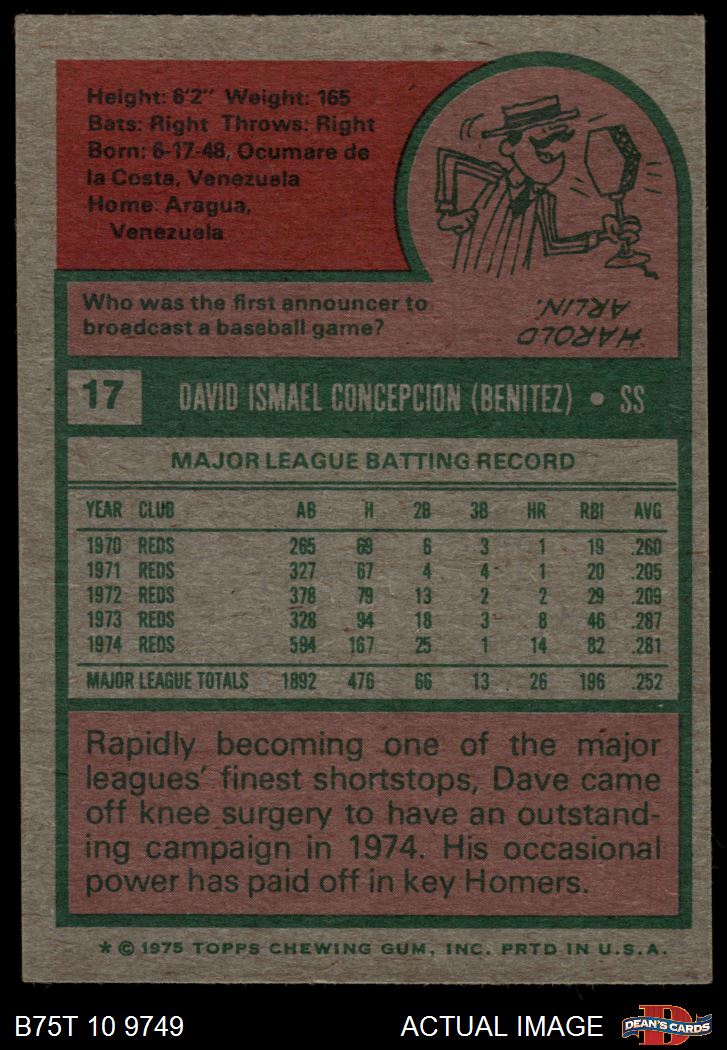 Height: 6'2" Weight: 165
Bats: Right Throws: Right
Born: 6-17-48, Ocumare de
la Costa, Venezuela
Home: Aragua,
Venezuela
Who was the first announcer to
broadcast a baseball game?
HAROLD
ARLIN.
17 DAVID ISMAEL CONCEPCION (BENITEZ) • SS
MAJOR LEAGUE BATTING RECORD
YEAR CLUB AB H 2B 3B HR RBI AVG
1970 REDS 265 69 6 3 1 19 .260
1971 REDS 327 67 4 4 1 20 .205
1972 REDS 378 79 13 2 2 29 .209
1973 REDS 328 94 18 3 8 46 .287
1974 REDS 594 167 25 1 14 82 .281
MAJOR LEAGUE TOTALS 1892 476 66 13 26 196 .252
Rapidly becoming one of the major
leagues' finest shortstops, Dave came
off knee surgery to have an outstand-
ing campaign in 1974. His occasional
power has paid off in key Homers.
* © 1975 TOPPS CHEWING GUM, INC. PRTD IN U.S.A.
B75T 10 9749 ACTUAL IMAGE D DEAN'S CARDS